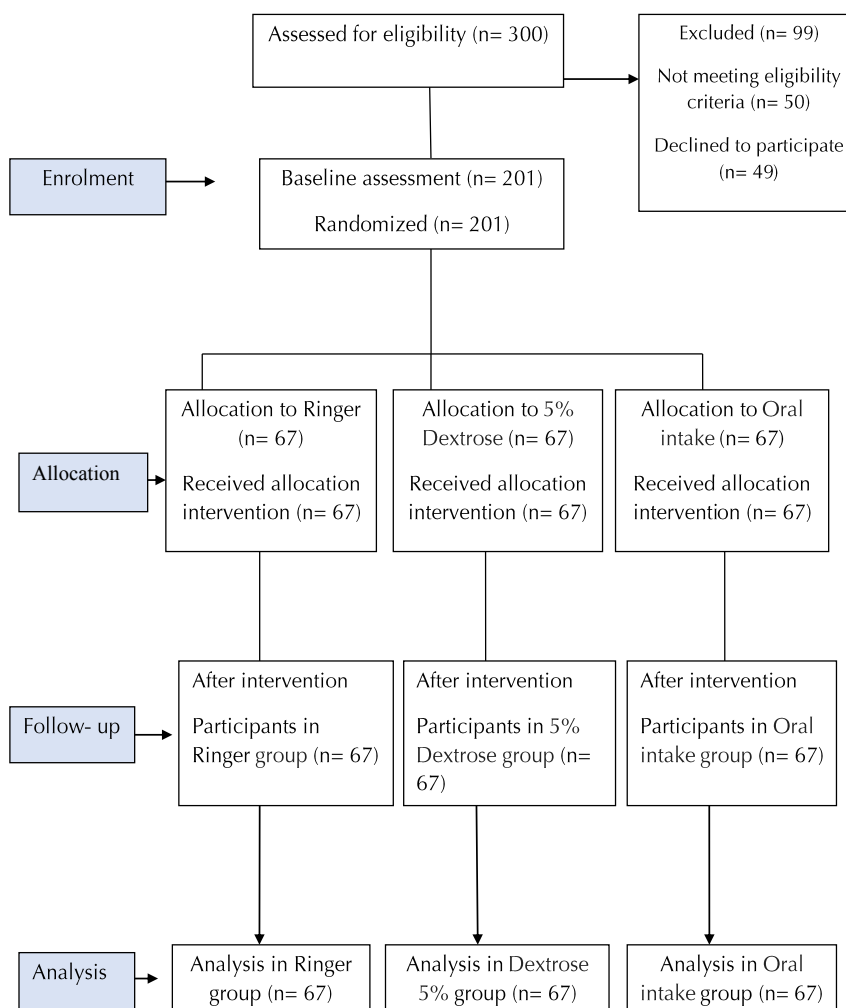 Assessed for eligibility (n= 300)
Excluded (n= 99)
Not meeting eligibility
criteria (n= 50)
Declined to participate
(n= 49)
Enrolment
Baseline assessment (n= 201)
Randomized (n= 201)
Allocation
Allocation to Ringer
(n= 67)
Received allocation
intervention (n= 67)
Allocation to 5%
Dextrose (n= 67)
Received allocation
intervention (n= 67)
Allocation to Oral
intake (n= 67)
Received allocation
intervention (n= 67)
Follow- up
After intervention
Participants in
Ringer group (n= 67)
After intervention
Participants in 5%
Dextrose group (n=
67)
After intervention
Participants in Oral
intake group (n= 67)
Analysis
Analysis in Ringer
group (n= 67)
Analysis in Dextrose
5% group (n= 67)
Analysis in Oral
intake group (n= 67)